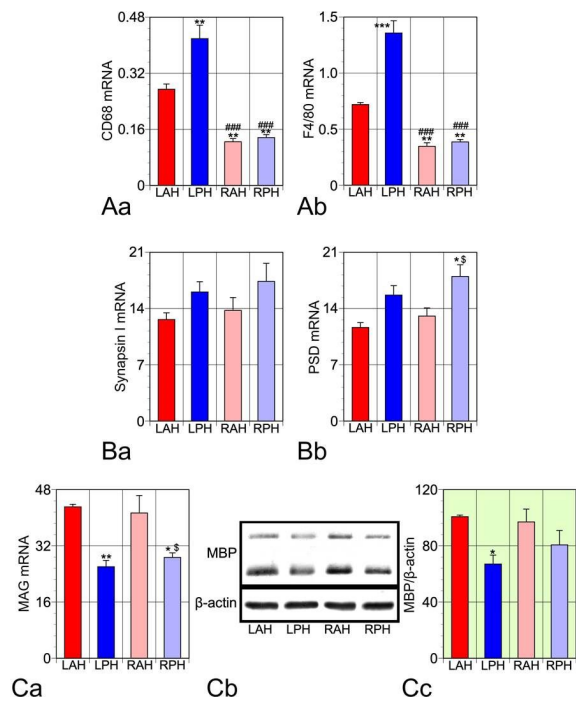 CD68 mRNA
0.48
0.32
0.16
0
**
###
**
###
**
LAH LPH RAH RPH
Aa
F4/80 mRNA
1.5
1.0
0.5
0
***
###
**
###
**
LAH LPH RAH RPH
Ab
Synapsin I mRNA
21
14
7
0
LAH LPH RAH RPH
Ba
PSD mRNA
21
14
7
0
* $
LAH LPH RAH RPH
Bb
MAG mRNA
48
32
16
0
**
* $
LAH LPH RAH RPH
Ca
MBP
β-actin
LAH LPH RAH RPH
Cb
MBP/β-actin
120
80
40
0
*
LAH LPH RAH RPH
Cc